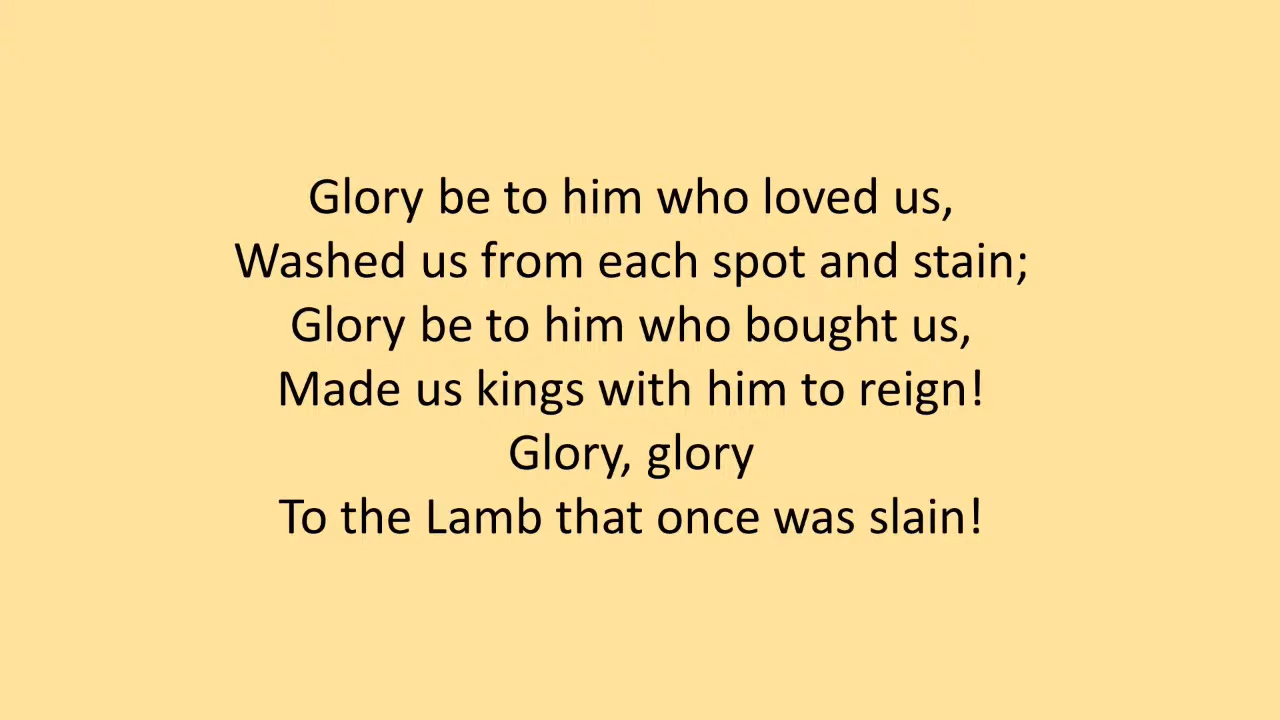 Glory be to him who loved us,
Washed us from each spot and stain;
Glory be to him who bought us,
Made us kings with him to reign!
Glory, glory
To the Lamb that once was slain!